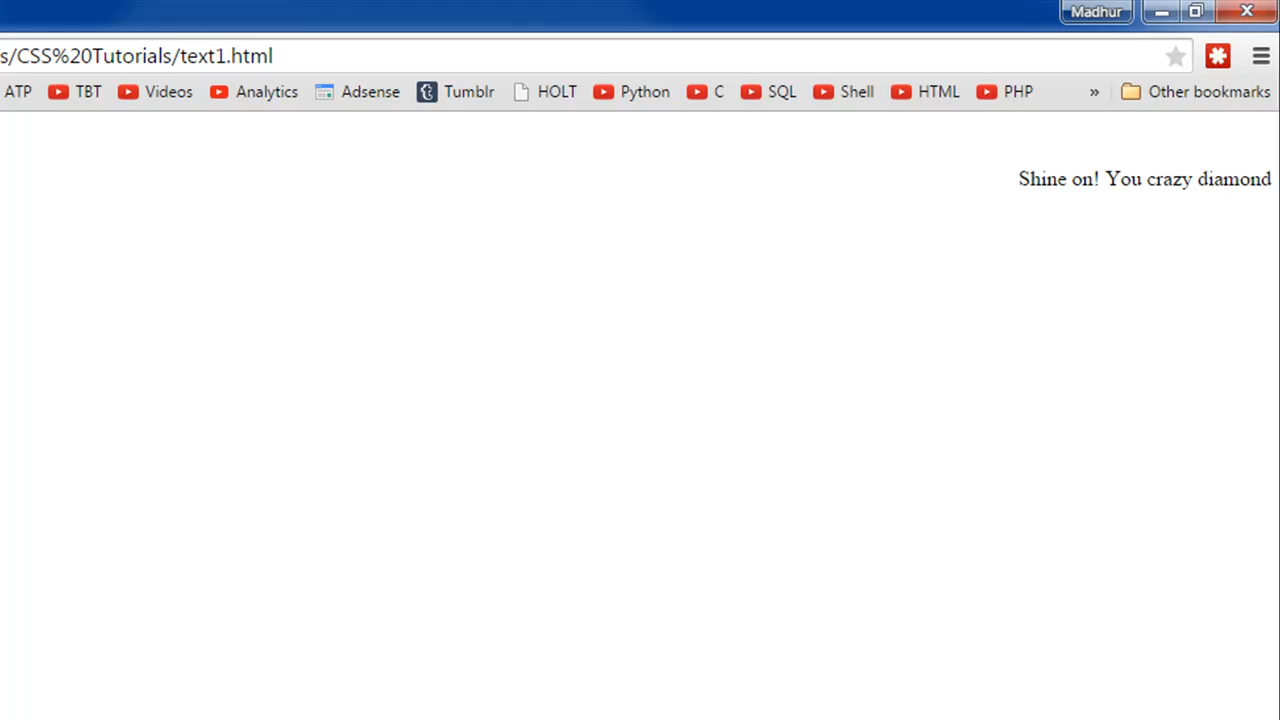 Madhur
s/CSS%20Tutorials/text1.html
ATP TBT Videos Analytics Adsense Tumblr HOLT Python C SQL Shell HTML PHP » Other bookmarks
Shine on! You crazy diamond